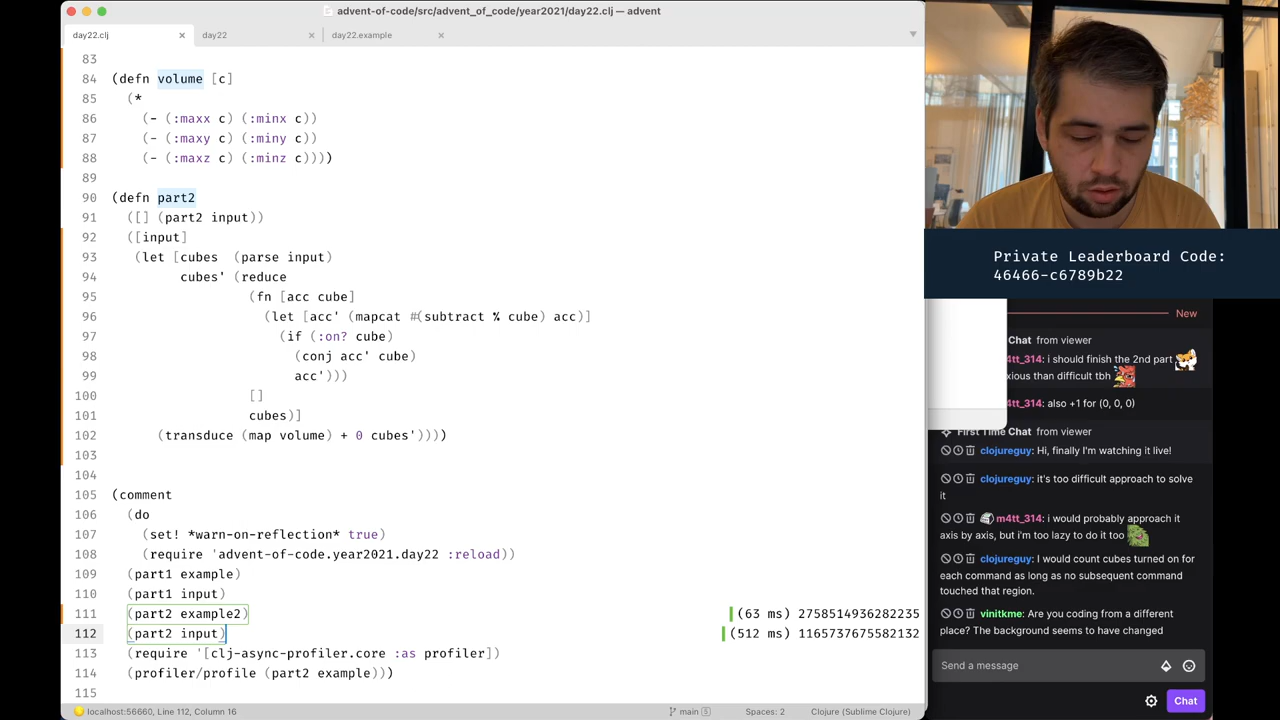 advent-of-code/src/advent_of_code/year2021/day22.clj — advent
day22.clj
day22
day22.example
83
84 (defn volume [c]
85 (*
86 (- (:maxx c) (:minx c))
87 (- (:maxy c) (:miny c))
88 (- (:maxz c) (:minz c))))
89
90 (defn part2
91 ([] (part2 input))
92 ([input]
93 (let [cubes (parse input)
94 cubes' (reduce
95 (fn [acc cube]
96 (let [acc' (mapcat #(subtract % cube) acc)]
97 (if (:on? cube)
98 (conj acc' cube)
99 acc')))
100 []
101 cubes)]
102 (transduce (map volume) + 0 cubes'))))
103
104
105 (comment
106 (do
107 (set! *warn-on-reflection* true)
108 (require 'advent-of-code.year2021.day22 :reload))
109 (part1 example)
110 (part1 input)
111 (part2 example2) (63 ms) 2758514936282235
112 (part2 input) (512 ms) 1165737675582132
113 (require '[clj-async-profiler.core :as profiler])
114 (profiler/profile (part2 example)))
115
localhost:56660, Line 112, Column 16
main
5
Spaces: 2
Clojure (Sublime Clojure)
Private Leaderboard Code:
46466-c6789b22
New
Chat from viewer
4tt_314: i should finish the 2nd part
xious than difficult tbh
4tt_314: also +1 for (0, 0, 0)
First Time Chat from viewer
clojureguy: Hi, finally I'm watching it live!
clojureguy: it's too difficult approach to solve
it
m4tt_314: i would probably approach it
axis by axis, but i'm too lazy to do it too
clojureguy: I would count cubes turned on for
each command as long as no subsequent command
touched that region.
vinitkme: Are you coding from a different
place? The background seems to have changed
Send a message
Chat